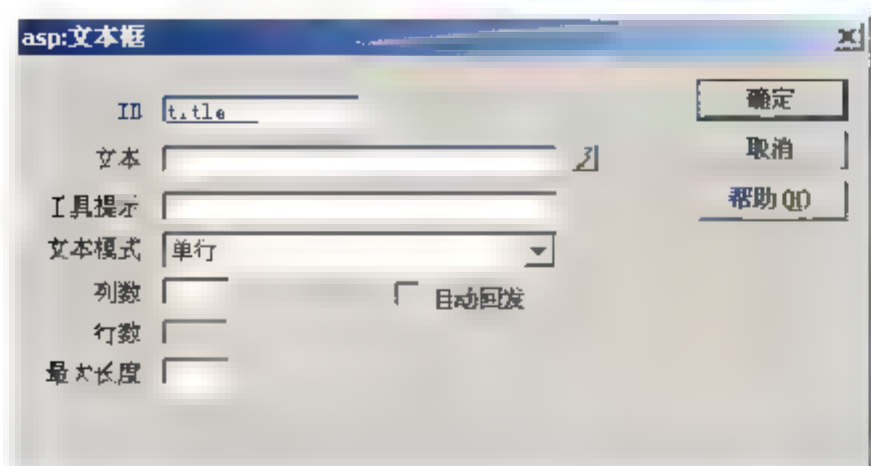 asp:文本框
ID title
确定
文本
取消
工具提示
帮助(H)
文本模式 单行
列数
自动回发
行数
最大长度